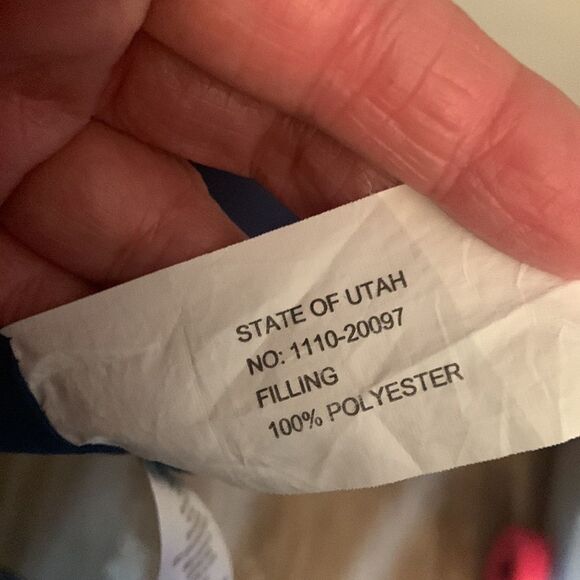 STATE OF UTAH
NO: 1110-20097
FILLING
100% POLYESTER